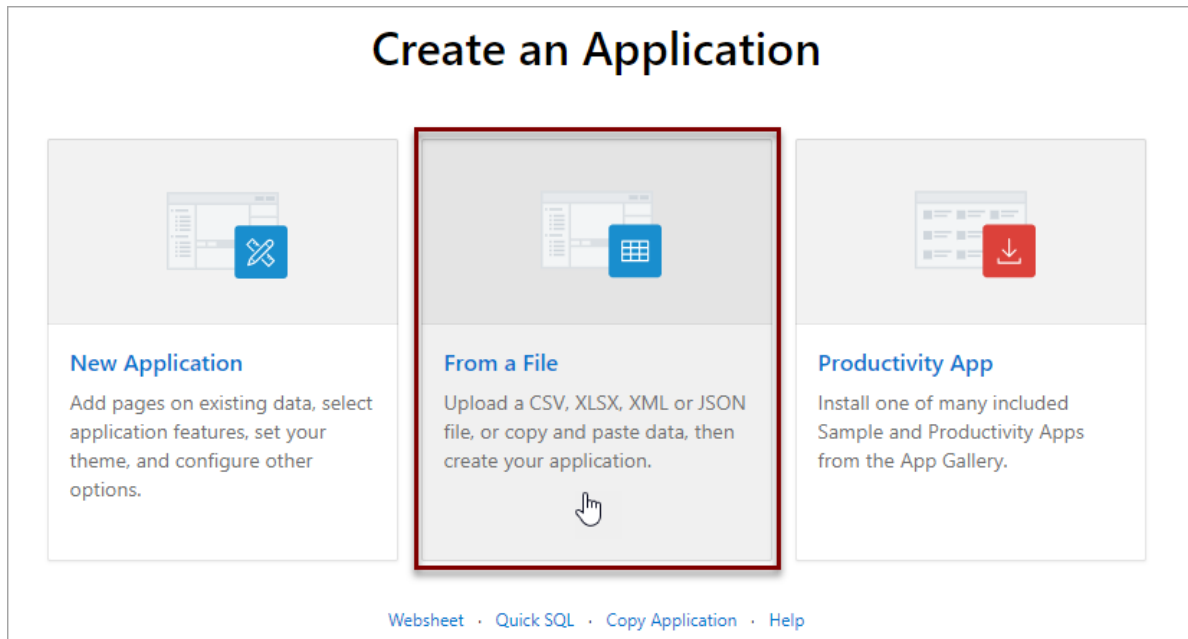 Create an Application
New Application
Add pages on existing data, select
application features, set your
theme, and configure other
options.
From a File
Upload a CSV, XLSX, XML or JSON
file, or copy and paste data, then
create your application.
Productivity App
Install one of many included
Sample and Productivity Apps
from the App Gallery.
Websheet · Quick SQL · Copy Application · Help